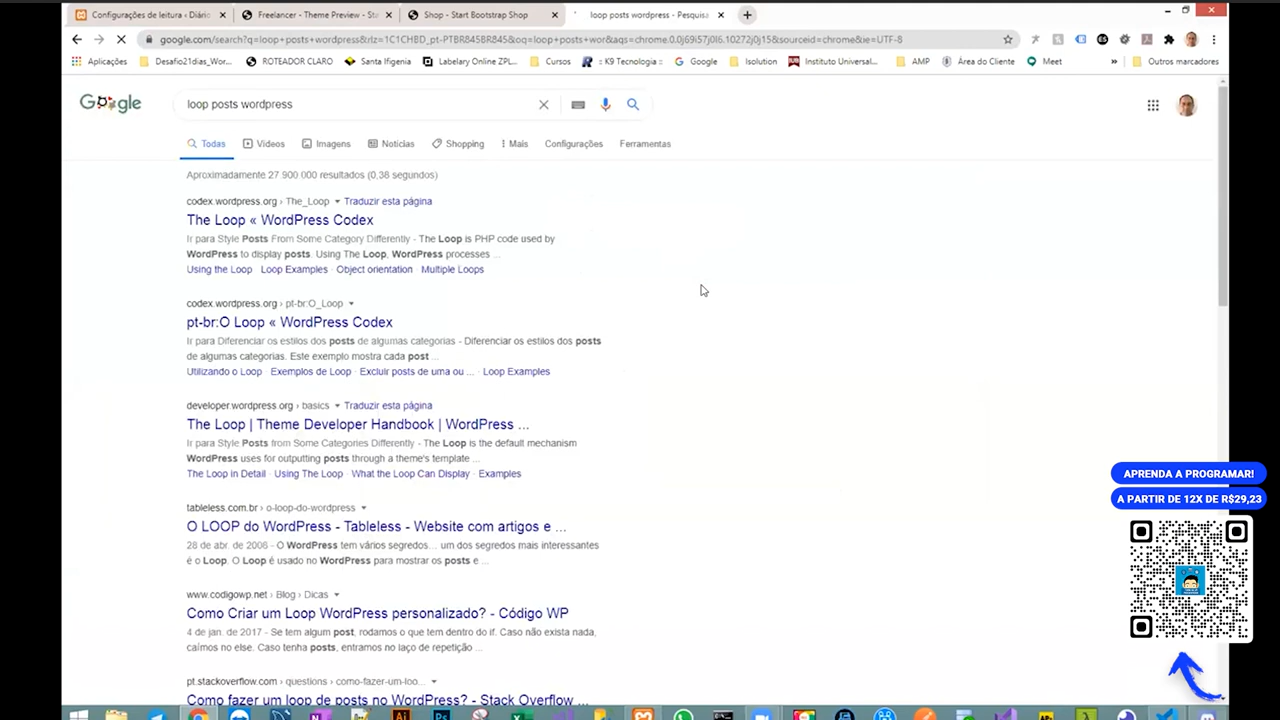 Configurações de leitura ‹ Diário
Freelancer - Theme Preview - Sta
Shop - Start Bootstrap Shop
loop posts wordpress - Pesquisa
google.com/search?q=loop+posts+wordpress&rlz=1C1CHBD_pt-PTBR845BR845&oq=loop+posts+wor&aqs=chrome.0.0j69i57j0l6.10272j0j15&sourceid=chrome&ie=UTF-8
Aplicações
Desafio21dias_Wor...
ROTEADOR CLARO
Santa Ifigenia
Labelary Online ZPL...
Cursos
:: K9 Tecnologia ::
Google
Isolution
Instituto Universal...
AMP
Área do Cliente
Meet
»
Outros marcadores
Google
loop posts wordpress
Todas
Vídeos
Imagens
Notícias
Shopping
Mais
Configurações
Ferramentas
Aproximadamente 27 900 000 resultados (0,38 segundos)
codex.wordpress.org › The_Loop Traduzir esta página
The Loop « WordPress Codex
Ir para Style Posts From Some Category Differently - The Loop is PHP code used by
WordPress to display posts. Using The Loop, WordPress processes ...
Using the Loop · Loop Examples · Object orientation · Multiple Loops
codex.wordpress.org › pt-br:O_Loop
pt-br:O Loop « WordPress Codex
Ir para Diferenciar os estilos dos posts de algumas categorias - Diferenciar os estilos dos posts
de algumas categorias. Este exemplo mostra cada post ...
Utilizando o Loop · Exemplos de Loop · Excluir posts de uma ou ... · Loop Examples
developer.wordpress.org › basics Traduzir esta página
The Loop | Theme Developer Handbook | WordPress ...
Ir para Style Posts from Some Categories Differently - The Loop is the default mechanism
WordPress uses for outputting posts through a theme's template ...
The Loop in Detail · Using The Loop · What the Loop Can Display · Examples
tableless.com.br › o-loop-do-wordpress
O LOOP do WordPress - Tableless - Website com artigos e ...
28 de abr. de 2006 - O WordPress tem vários segredos... um dos segredos mais interessantes
é o Loop. O Loop é usado no WordPress para mostrar os posts e ...
www.codigowp.net › Blog › Dicas
Como Criar um Loop WordPress personalizado? - Código WP
4 de jan. de 2017 - Se tem algum post, rodamos o que tem dentro do if. Caso não exista nada,
caímos no else. Caso tenha posts, entramos no laço de repetição ...
pt.stackoverflow.com › questions › como-fazer-um-loo...
Como fazer um loop de posts no WordPress? - Stack Overflow ...
APRENDA A PROGRAMAR!
A PARTIR DE 12X DE R$29,23